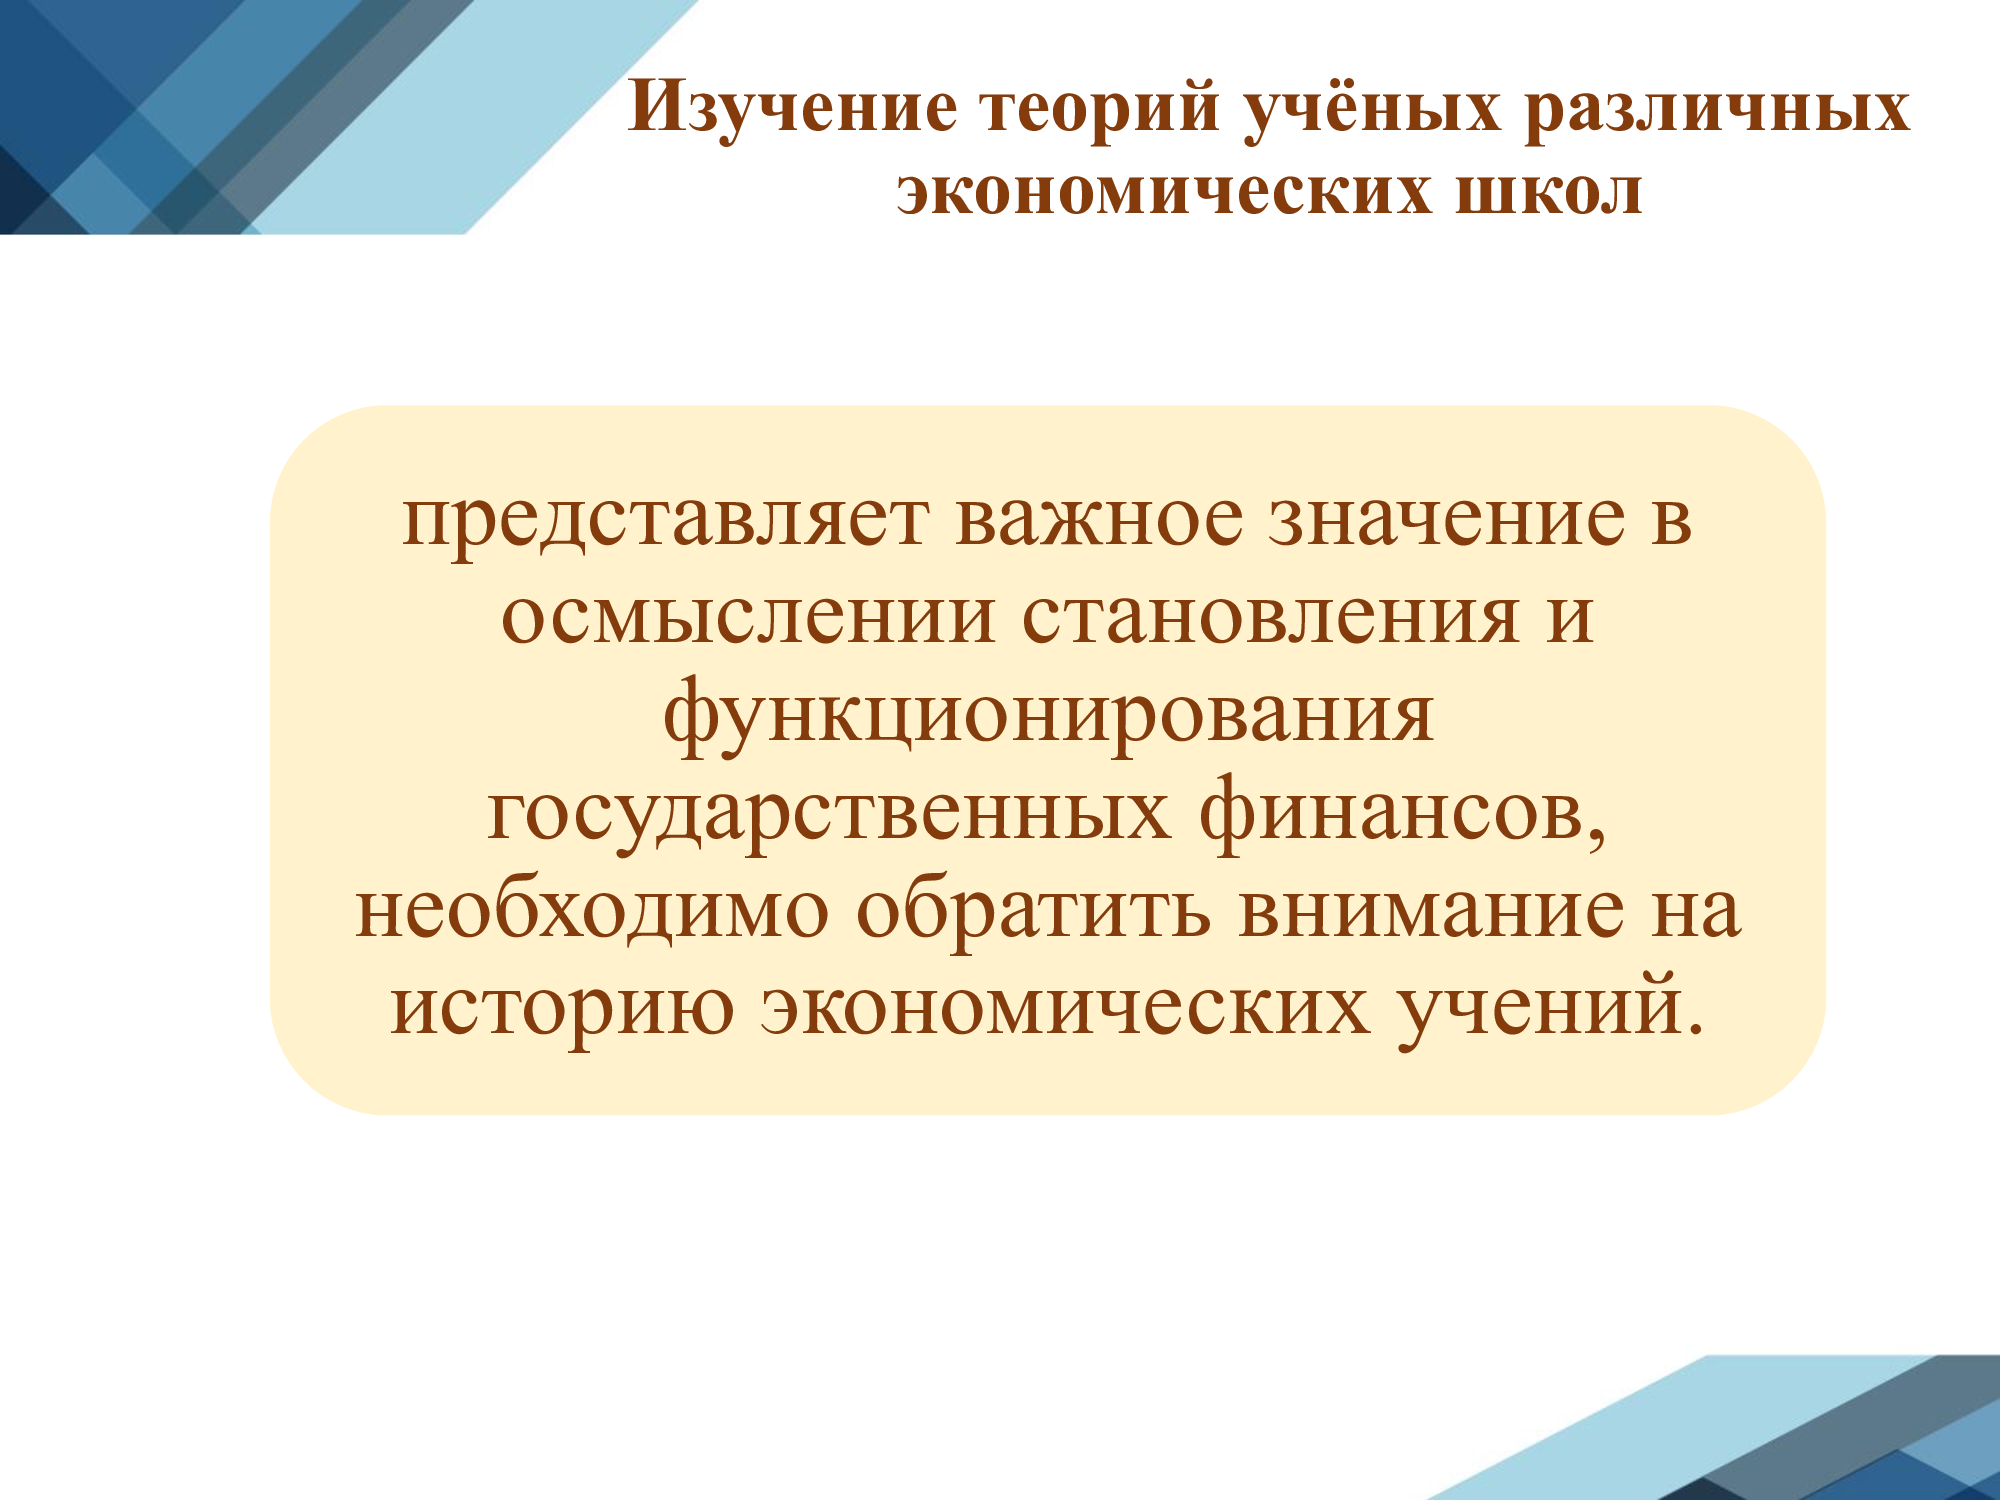 Изучение теорий учёных различных
экономических школ
представляет важное значение в
осмыслении становления и
функционирования
государственных финансов,
необходимо обратить внимание на
историю экономических учений.